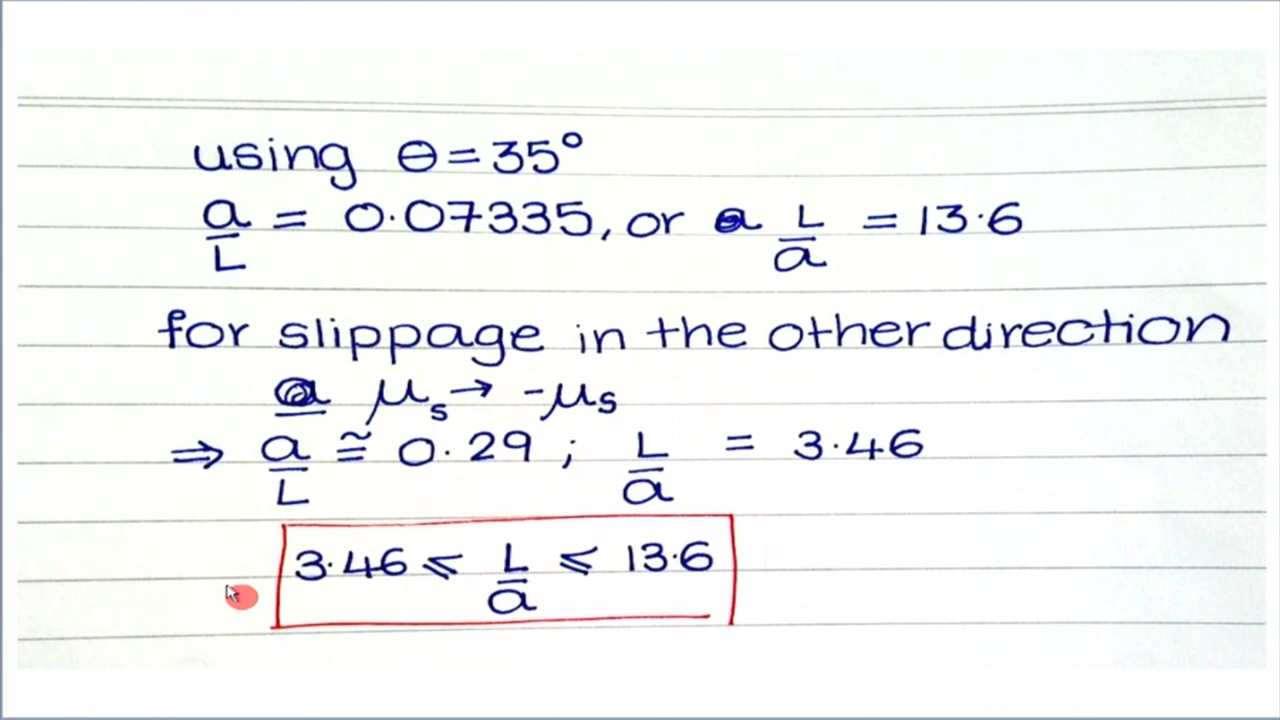 using θ = 35°
a/L = 0.07335, or L/a = 13.6
for slippage in the other direction
μs → -μs
⇒ a/L ≅ 0.29 ; L/a = 3.46
3.46 ≤ L/a ≤ 13.6